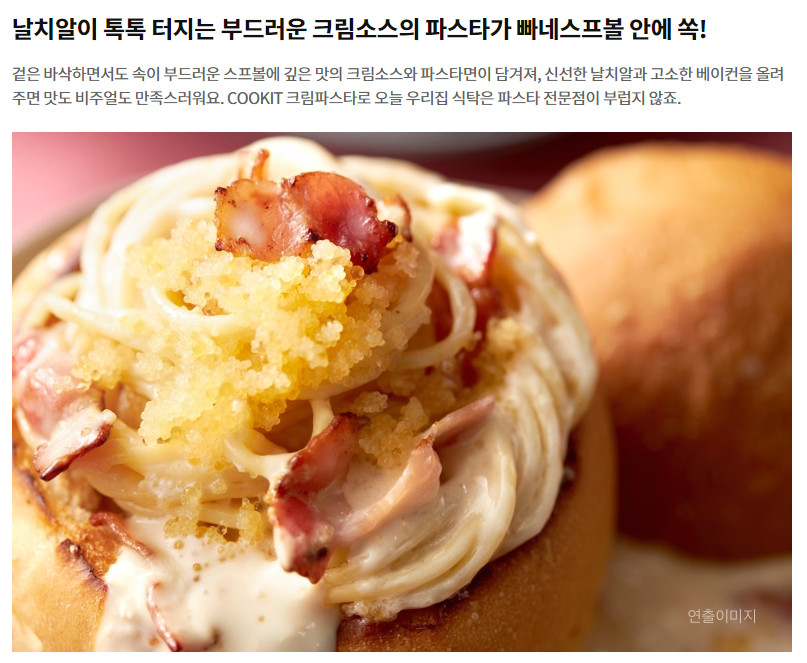 날치알이 톡톡 터지는 부드러운 크림소스의 파스타가 빠네스프볼 안에 쏙!
겉은 바삭하면서도 속이 부드러운 스프볼에 깊은 맛의 크림소스와 파스타면이 담겨져, 신선한 날치알과 고소한 베이컨을 올려
주면 맛도 비주얼도 만족스러워요. COOKIT 크림파스타로 오늘 우리집 식탁은 파스타 전문점이 부럽지 않죠.
연출이미지